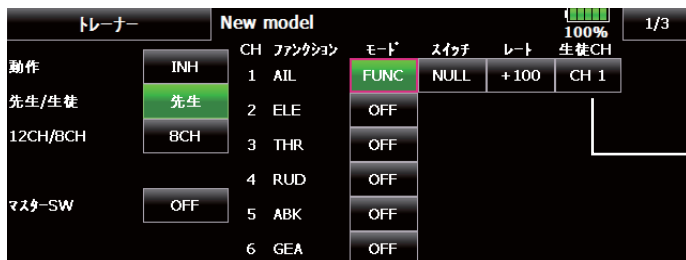 トレーナー New model 100% 1/3
CH ファンクション モード スイッチ レート 生徒CH
動作 INH 1 AIL FUNC NULL +100 CH 1
先生/生徒 先生 2 ELE OFF
12CH/8CH 8CH 3 THR OFF
4 RUD OFF
マスターSW OFF 5 ABK OFF
6 GEA OFF